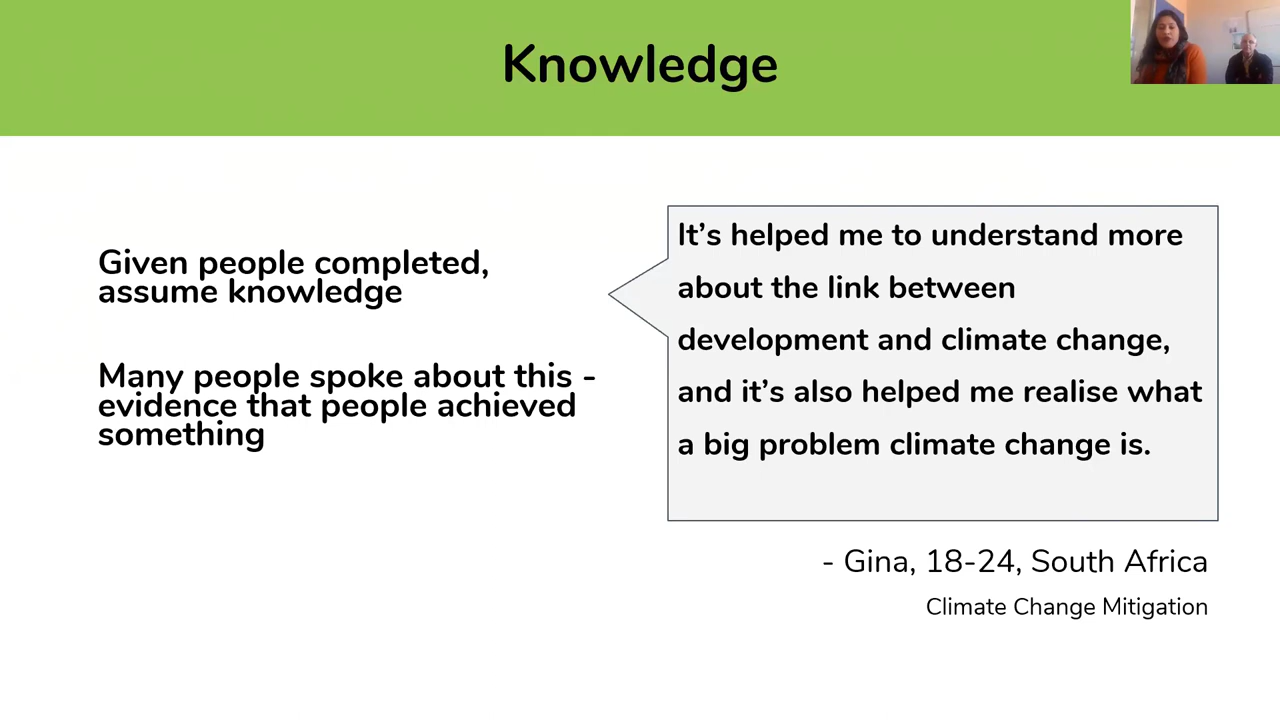 Knowledge
Given people completed,
assume knowledge
Many people spoke about this -
evidence that people achieved
something
It’s helped me to understand more
about the link between
development and climate change,
and it’s also helped me realise what
a big problem climate change is.
- Gina, 18-24, South Africa
Climate Change Mitigation